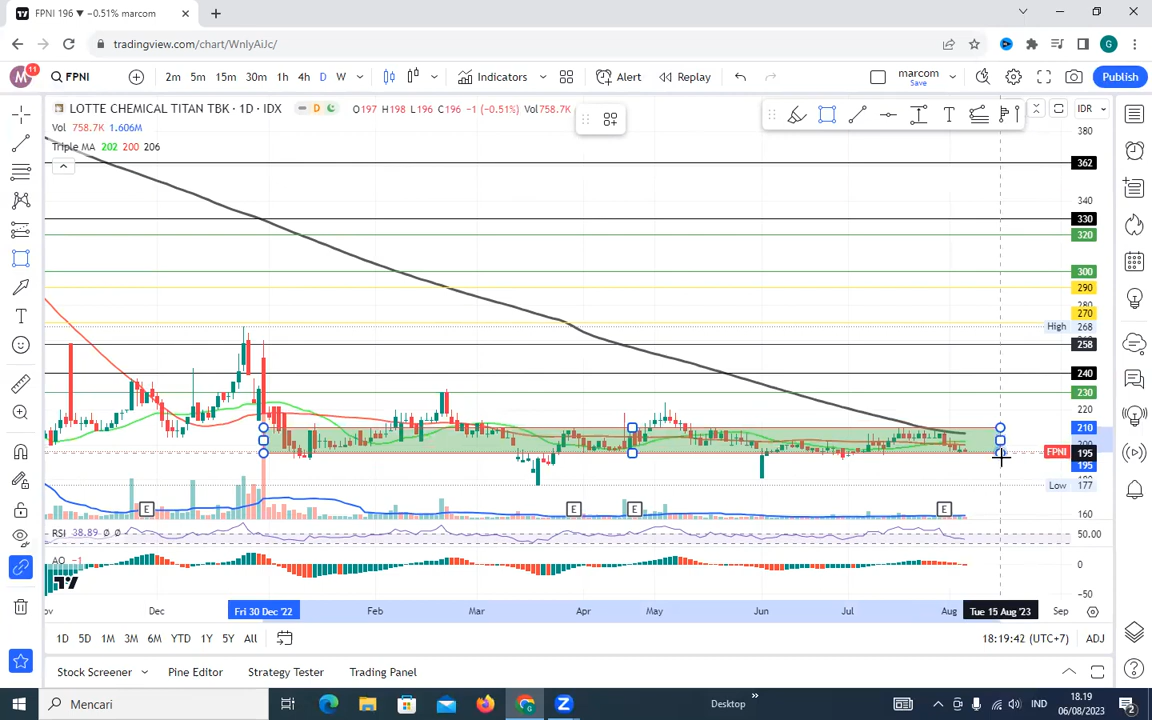 FPNI 196 ▼ −0.51% marcom
tradingview.com/chart/WnlyAiJc/
G
M 11 FPNI 2m 5m 15m 30m 1h 4h D W Indicators Alert Replay marcom Save Publish
LOTTE CHEMICAL TITAN TBK · 1D · IDX D O197 H198 L196 C196 −1 (−0.51%) Vol758.7K
IDR
Vol 758.7K 1.606M
Triple MA 202 200 206
380
362
340
330
320
300
290
280
270
High 268
258
240
230
220
210
200
FPNI 195
195
Low 177
160
E E E E
RSI 38.89 Ø Ø 50.00
AO −1 0
−50
Dec Fri 30 Dec '22 Feb Mar Apr May Jun Jul Aug Tue 15 Aug '23 Sep
1D 5D 1M 3M 6M YTD 1Y 5Y All 18:19:42 (UTC+7) ADJ
Stock Screener Pine Editor Strategy Tester Trading Panel
Mencari Desktop IND 18.19
06/08/2023 2